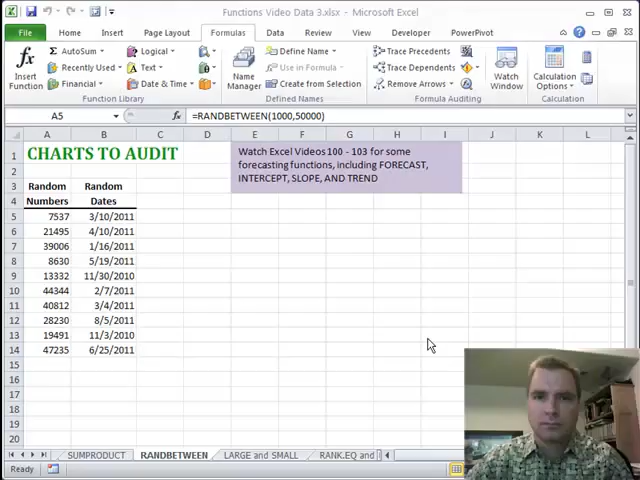 Functions Video Data 3.xlsx - Microsoft Excel
File Home Insert Page Layout Formulas Data Review View Developer PowerPivot
AutoSum Logical Define Name Trace Precedents
Recently Used Text Use in Formula Trace Dependents
Financial Date & Time Create from Selection Remove Arrows
Insert Function Name Manager Watch Window Calculation Options
Function Library Defined Names Formula Auditing Calculation
A5 fx =RANDBETWEEN(1000,50000)
A B C D E F G H I J K L
1 CHARTS TO AUDIT
Watch Excel Videos 100 - 103 for some
forecasting functions, including FORECAST,
INTERCEPT, SLOPE, AND TREND
2
3 Random Random
4 Numbers Dates
5 7537 3/10/2011
6 21495 4/10/2011
7 39006 1/16/2011
8 8630 5/19/2011
9 13332 11/30/2010
10 44344 2/7/2011
11 40812 3/4/2011
12 28230 8/5/2011
13 19491 11/3/2010
14 47235 6/25/2011
15
16
17
18
19
20
SUMPRODUCT RANDBETWEEN LARGE and SMALL RANK.EQ and
Ready